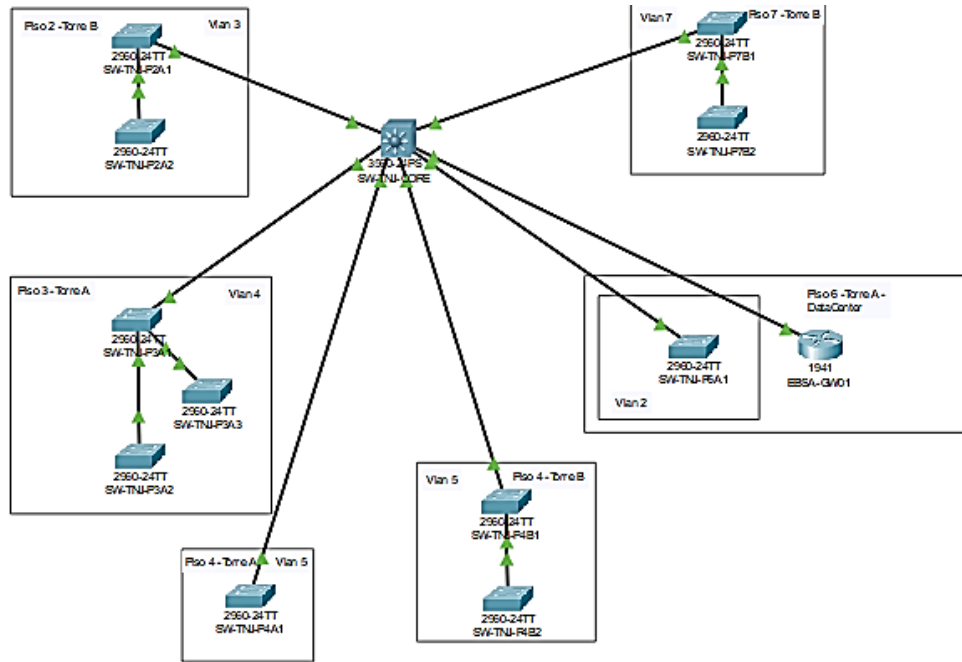 Piso 2 - Torre B
Vlan 3
2960-24TT
SW-TNJ-P2A1
2960-24TT
SW-TNJ-P2A2
Vlan 7
Piso 7 - Torre B
2960-24TT
SW-TNJ-P7B1
2960-24TT
SW-TNJ-P7B2
3560-24PS
SW-TNJ-CORE
Piso 3 - Torre A
Vlan 4
2960-24TT
SW-TNJ-P3A1
2960-24TT
SW-TNJ-P3A3
2960-24TT
SW-TNJ-P3A2
Piso 6 - Torre A -
DataCenter
2960-24TT
Vlan 2
1941
EBSA-GW01
Vlan 5
Piso 4 - Torre B
2960-24TT
SW-TNJ-P4B1
2960-24TT
SW-TNJ-P4B2
Piso 4 - Torre A
Vlan 5
2960-24TT
SW-TNJ-P4A1